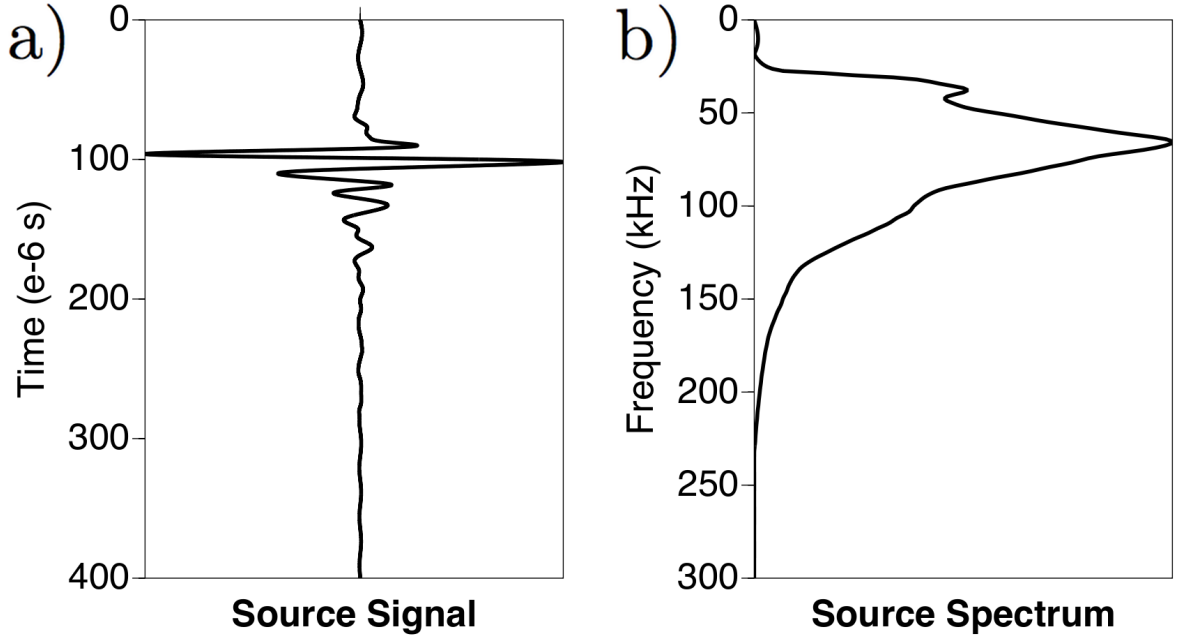 a)
0
100
200
300
400
Time (e-6 s)
Source Signal
b)
0
50
100
150
200
250
300
Frequency (kHz)
Source Spectrum